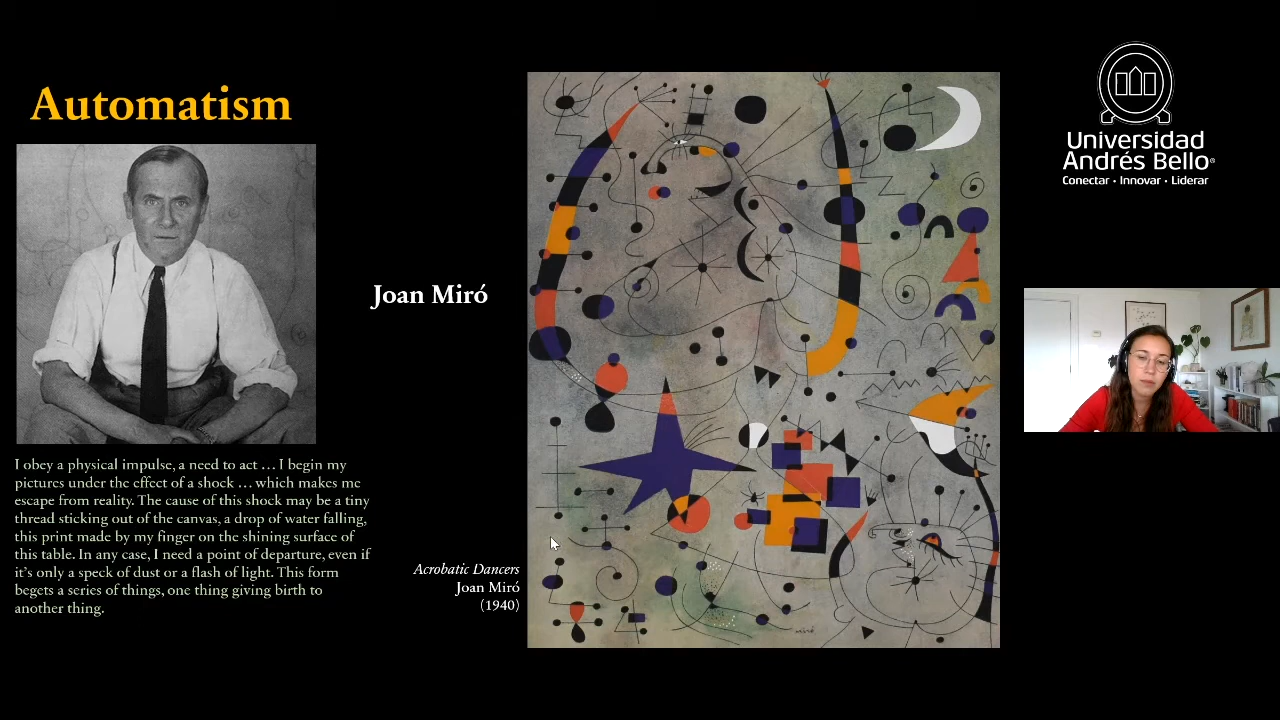 Automatism
Joan Miró
I obey a physical impulse, a need to act … I begin my
pictures under the effect of a shock … which makes me
escape from reality. The cause of this shock may be a tiny
thread sticking out of the canvas, a drop of water falling,
this print made by my finger on the shining surface of
this table. In any case, I need a point of departure, even if
it’s only a speck of dust or a flash of light. This form
begets a series of things, one thing giving birth to
another thing.
Acrobatic Dancers
Joan Miró
(1940)
miró
Universidad
Andrés Bello®
Conectar • Innovar • Liderar